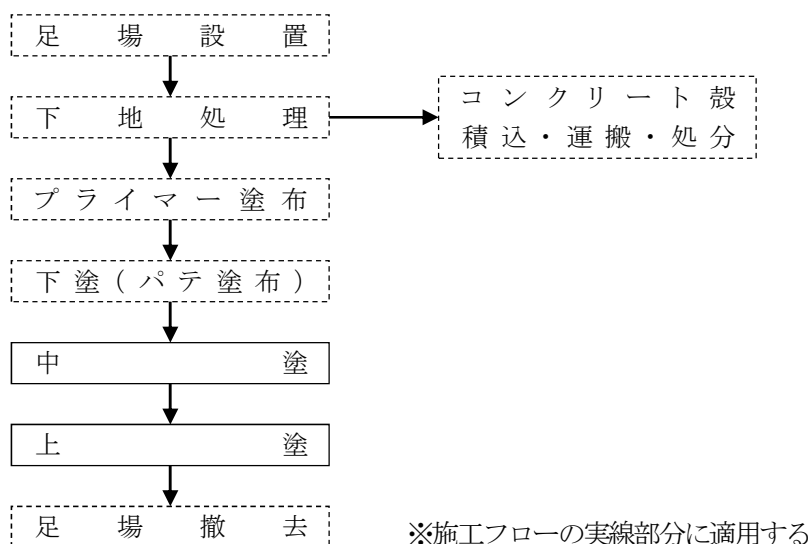 足場設置
下地処理
コンクリート殻
積込・運搬・処分
プライマー塗布
下塗(パテ塗布)
中塗
上塗
足場撤去
※施工フローの実線部分に適用する